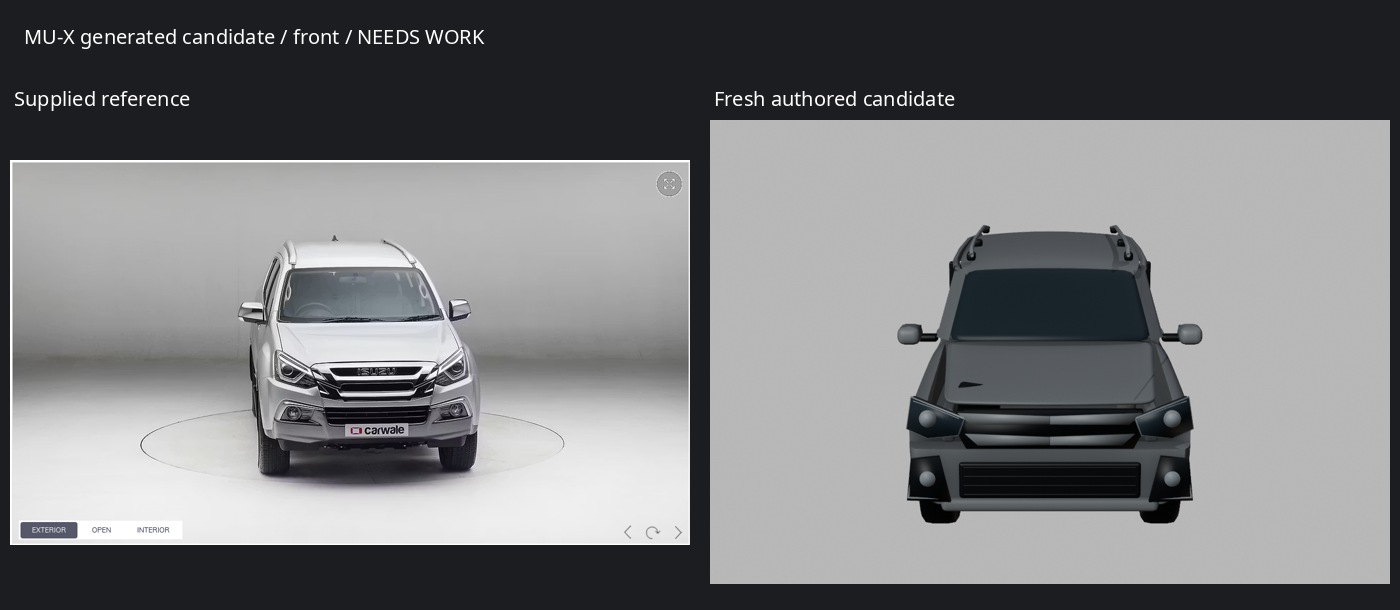 MU-X generated candidate / front / NEEDS WORK
Supplied reference
Fresh authored candidate
ISUZU
carwale
EXTERIOR
OPEN
INTERIOR